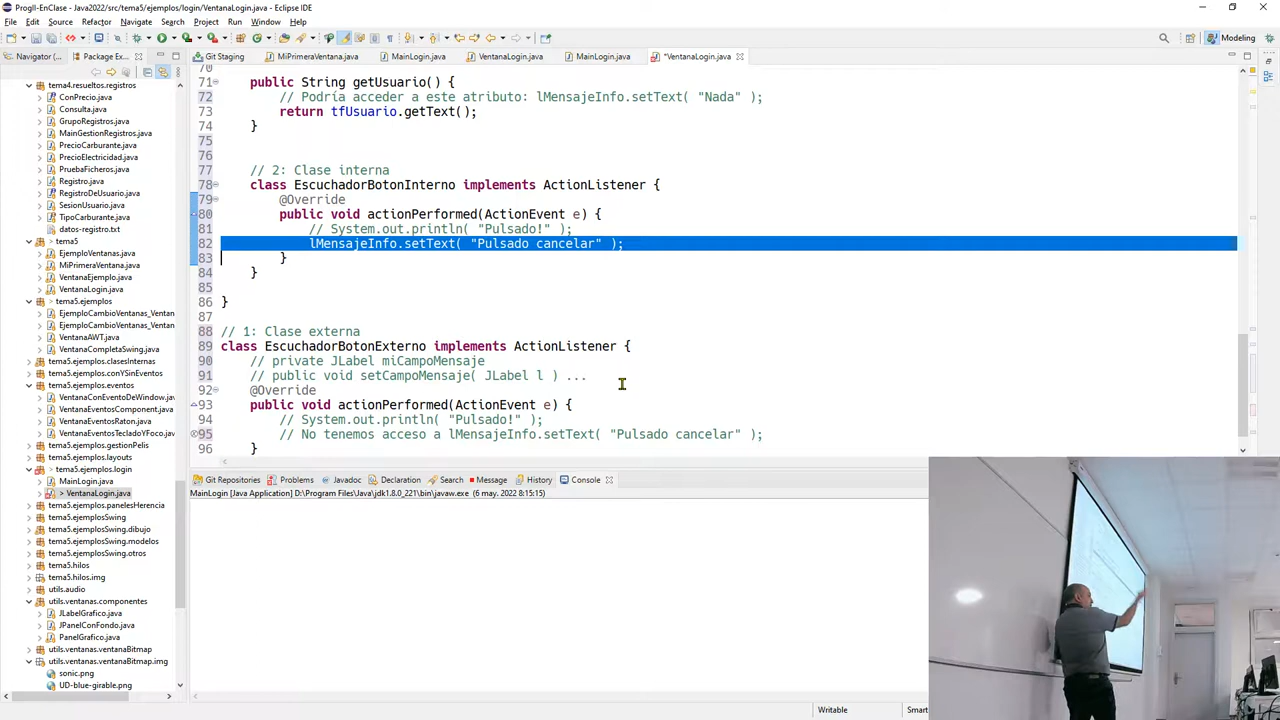 ProgII-EnClase - Java2022/src/tema5/ejemplos/login/VentanaLogin.java - Eclipse IDE
File Edit Source Refactor Navigate Search Project Run Window Help
Modeling
Navigator (... Package Ex...
Git Staging MiPrimeraVentana.java MainLogin.java VentanaLogin.java MainLogin.java *VentanaLogin.java
tema4.resueltos.registros
ConPrecio.java
Consulta.java
GrupoRegistros.java
MainGestionRegistros.java
PrecioCarburante.java
PrecioElectricidad.java
PruebaFicheros.java
Registro.java
RegistroDeUsuario.java
SesionUsuario.java
TipoCarburante.java
datos-registro.txt
> tema5
EjemploVentanas.java
MiPrimeraVentana.java
VentanaEjemplo.java
VentanaLogin.java
> tema5.ejemplos
EjemploCambioVentanas_Ventan
EjemploCambioVentanas_Ventan
VentanaAWT.java
VentanaCompletaSwing.java
tema5.ejemplos.clasesInternas
tema5.ejemplos.conYSinEventos
tema5.ejemplos.eventos
VentanaConEventoDeWindow.java
VentanaEventosComponent.java
VentanaEventosRaton.java
VentanaEventosTecladoYFoco.java
tema5.ejemplos.gestionPelis
tema5.ejemplos.layouts
> tema5.ejemplos.login
MainLogin.java
> VentanaLogin.java
tema5.ejemplos.panelesHerencia
tema5.ejemplosSwing
tema5.ejemplosSwing.dibujo
tema5.ejemplosSwing.modelos
tema5.ejemplosSwing.otros
tema5.hilos
tema5.hilos.img
utils.audio
utils.ventanas.componentes
JLabelGrafico.java
JPanelConFondo.java
PanelGrafico.java
utils.ventanas.ventanaBitmap
utils.ventanas.ventanaBitmap.img
sonic.png
UD-blue-girable.png
70
71 public String getUsuario() {
72 // Podría acceder a este atributo: lMensajeInfo.setText( "Nada" );
73 return tfUsuario.getText();
74 }
75
76
77 // 2: Clase interna
78 class EscuchadorBotonInterno implements ActionListener {
79 @Override
80 public void actionPerformed(ActionEvent e) {
81 // System.out.println( "Pulsado!" );
82 lMensajeInfo.setText( "Pulsado cancelar" );
83 }
84 }
85
86 }
87
88 // 1: Clase externa
89 class EscuchadorBotonExterno implements ActionListener {
90 // private JLabel miCampoMensaje
91 // public void setCampoMensaje( JLabel l ) ...
92 @Override
93 public void actionPerformed(ActionEvent e) {
94 // System.out.println( "Pulsado!" );
95 // No tenemos acceso a lMensajeInfo.setText( "Pulsado cancelar" );
96 }
Git Repositories Problems Javadoc Declaration Search Message History Console
MainLogin [Java Application] D:\Program Files\Java\jdk1.8.0_221\bin\javaw.exe (6 may. 2022 8:15:15)
Writable Smart